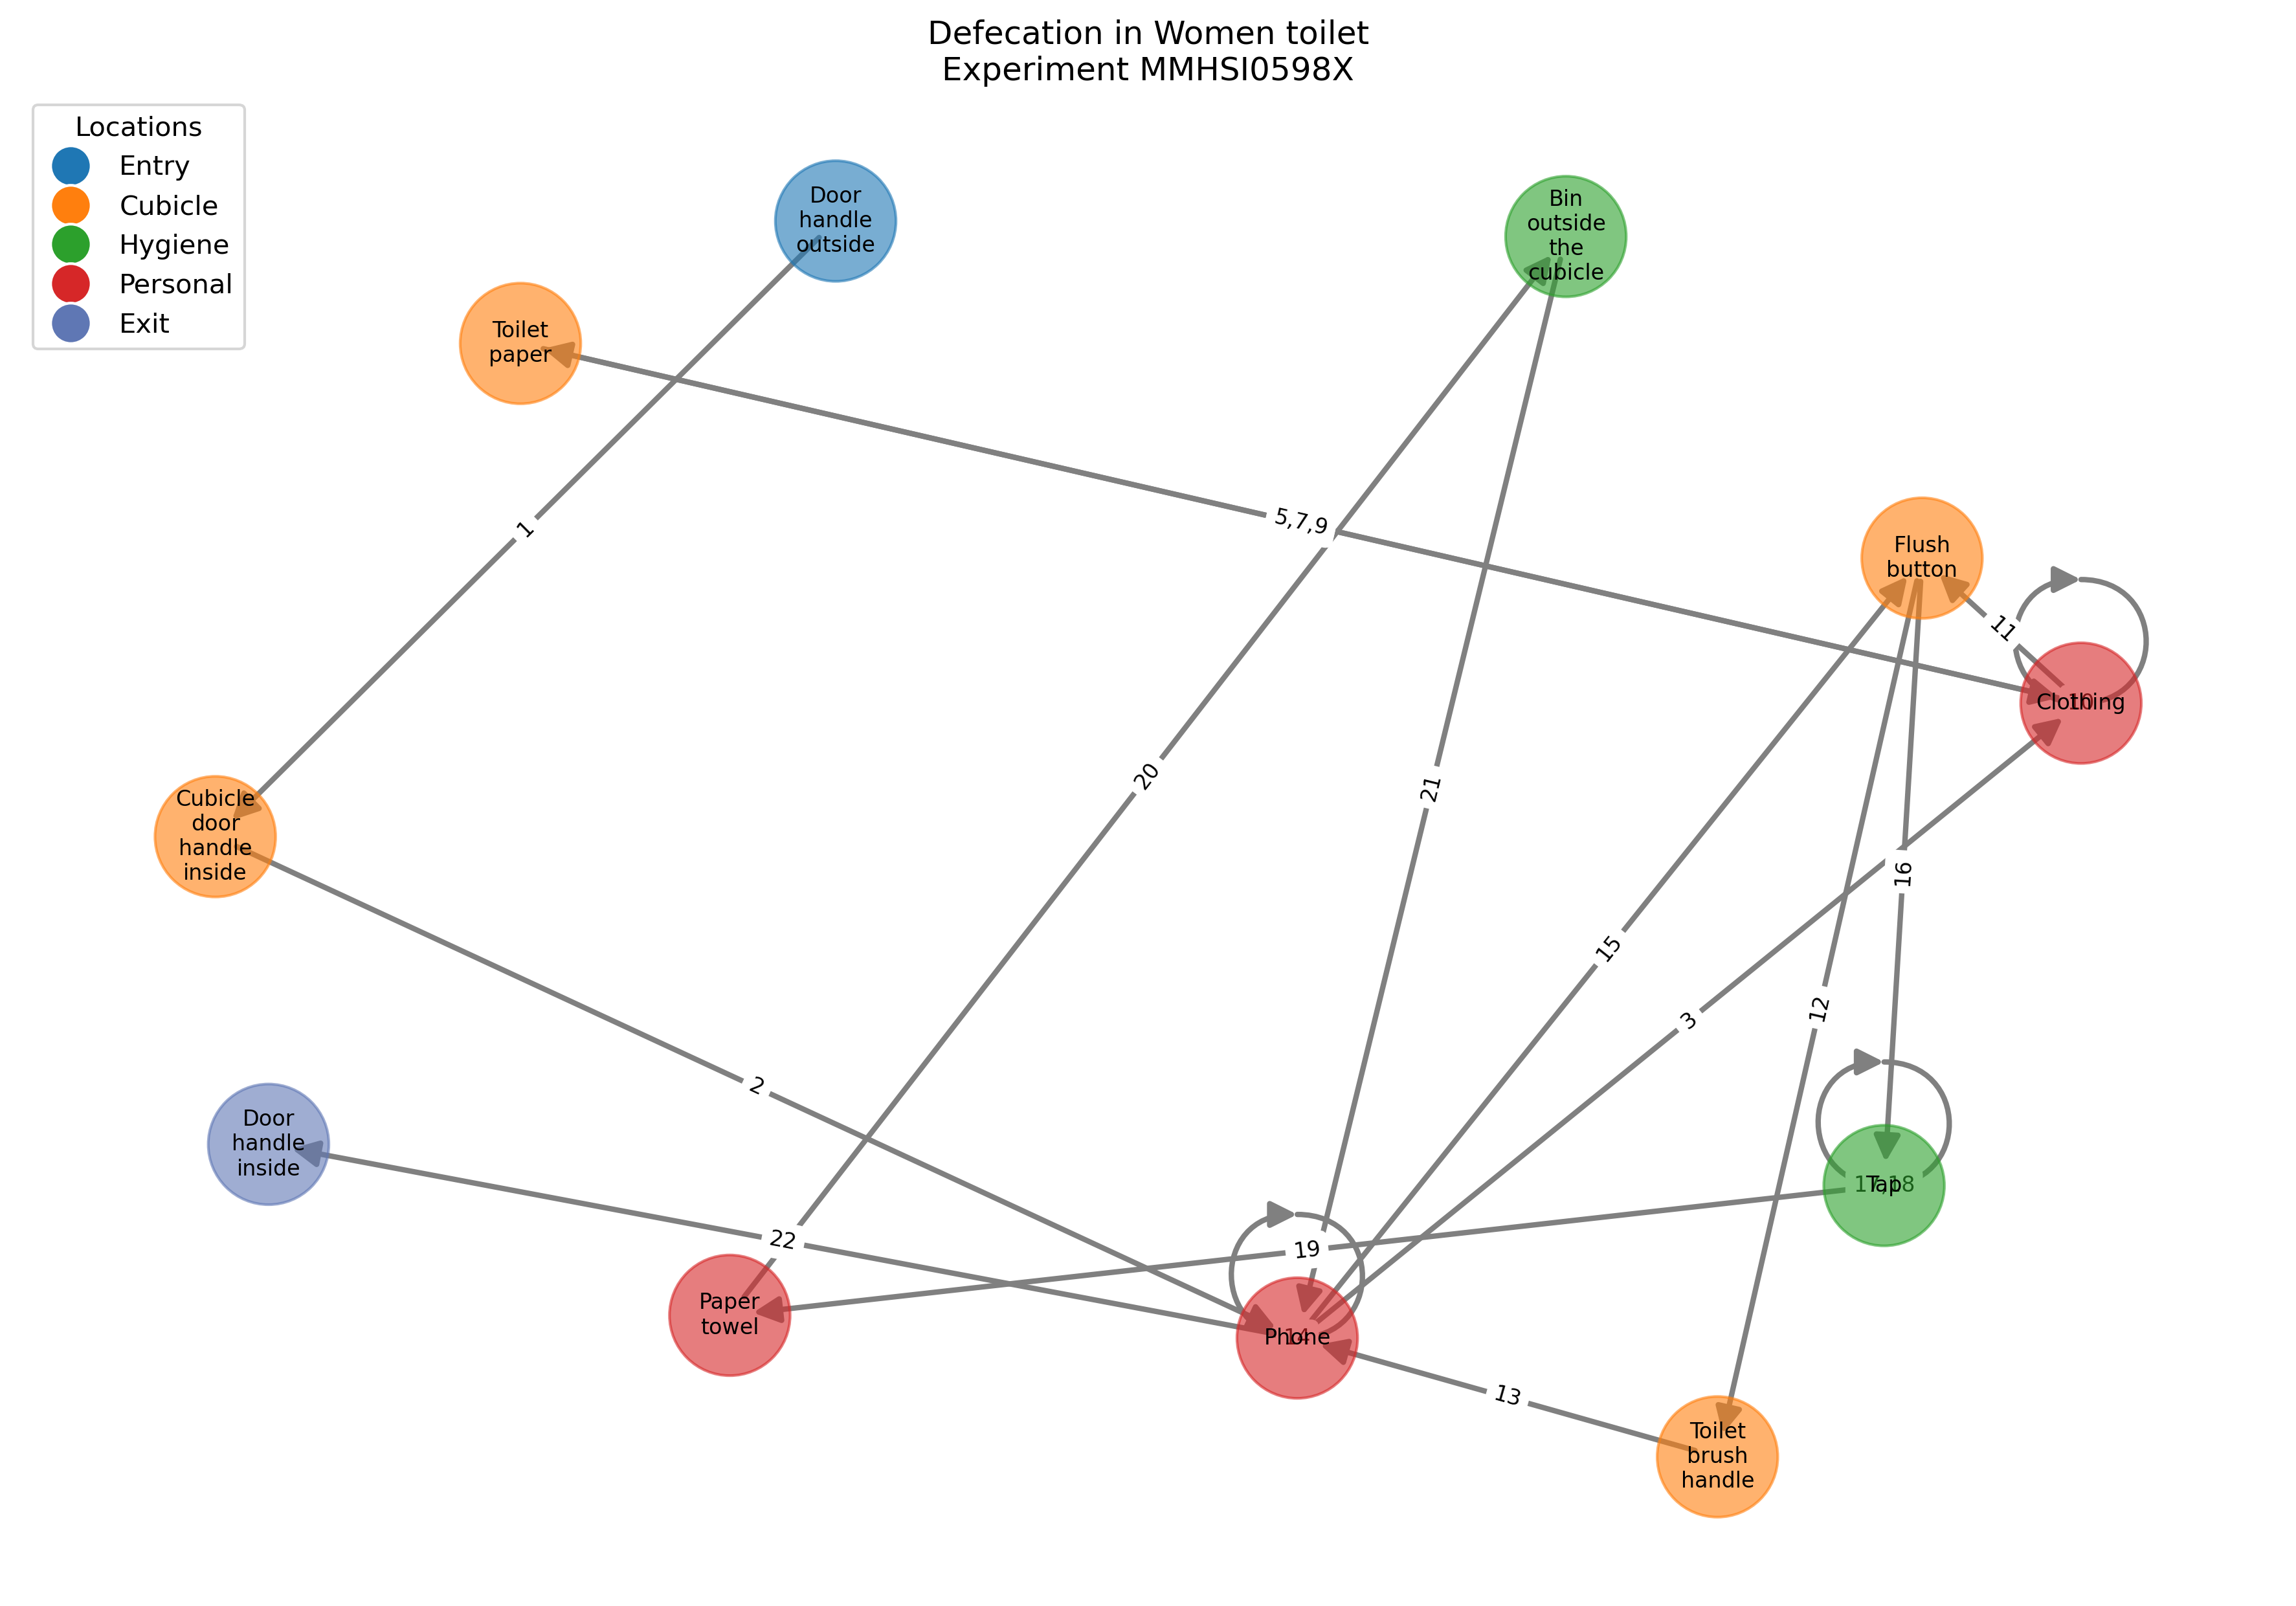 Defecation in Women toilet
Experiment MMHSI0598X
Locations
Entry
Cubicle
Hygiene
Personal
Exit
Door
handle
outside
Bin
outside
the
cubicle
Toilet
paper
1
5,7,9
Flush
button
11
Clothing
10
20
21
Cubicle
door
handle
inside
16
15
12
3
2
Door
handle
inside
17,18
Tap
22
19
Paper
towel
Phone
14
13
Toilet
brush
handle